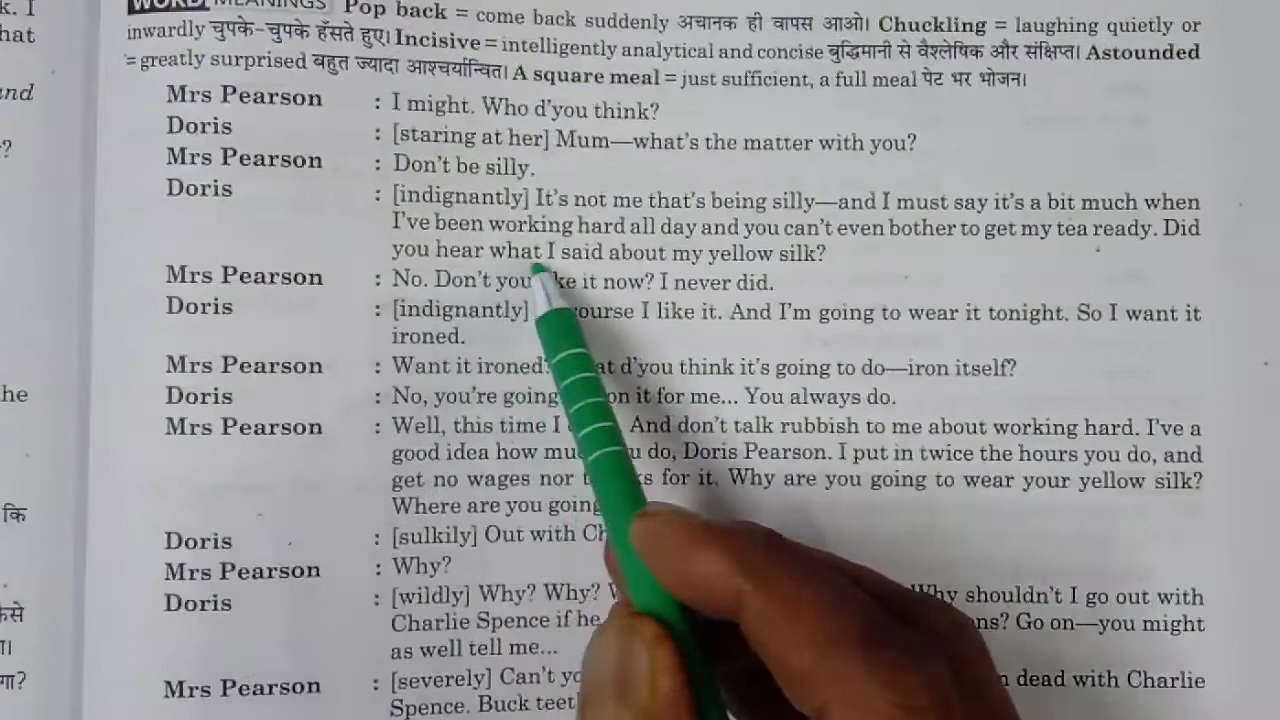 k. I
WORD MEANINGS Pop back = come back suddenly अचानक ही वापस आओ। Chuckling = laughing quietly or
hat
inwardly चुपके-चुपके हँसते हुए। Incisive = intelligently analytical and concise बुद्धिमानी से वैश्लेषिक और संक्षिप्त। Astounded
= greatly surprised बहुत ज्यादा आश्चर्यान्वित। A square meal = just sufficient, a full meal पेट भर भोजन।
and
Mrs Pearson : I might. Who d'you think?
Doris : [staring at her] Mum—what's the matter with you?
?
Mrs Pearson : Don't be silly.
Doris : [indignantly] It's not me that's being silly—and I must say it's a bit much when
I've been working hard all day and you can't even bother to get my tea ready. Did
you hear what I said about my yellow silk?
Mrs Pearson : No. Don't you ke it now? I never did.
Doris : [indignantly] ourse I like it. And I'm going to wear it tonight. So I want it
ironed.
Mrs Pearson : Want it ironed? at d'you think it's going to do—iron itself?
he
Doris : No, you're going on it for me... You always do.
Mrs Pearson : Well, this time I And don't talk rubbish to me about working hard. I've a
good idea how mu u do, Doris Pearson. I put in twice the hours you do, and
get no wages nor t s for it. Why are you going to wear your yellow silk?
Where are you going
कि
Doris : [sulkily] Out with Ch
Mrs Pearson : Why?
Doris : [wildly] Why? Why? Why shouldn't I go out with
Charlie Spence if he ns? Go on—you might
as well tell me...
Mrs Pearson : [severely] Can't yo dead with Charlie
गा?
Spence. Buck teet